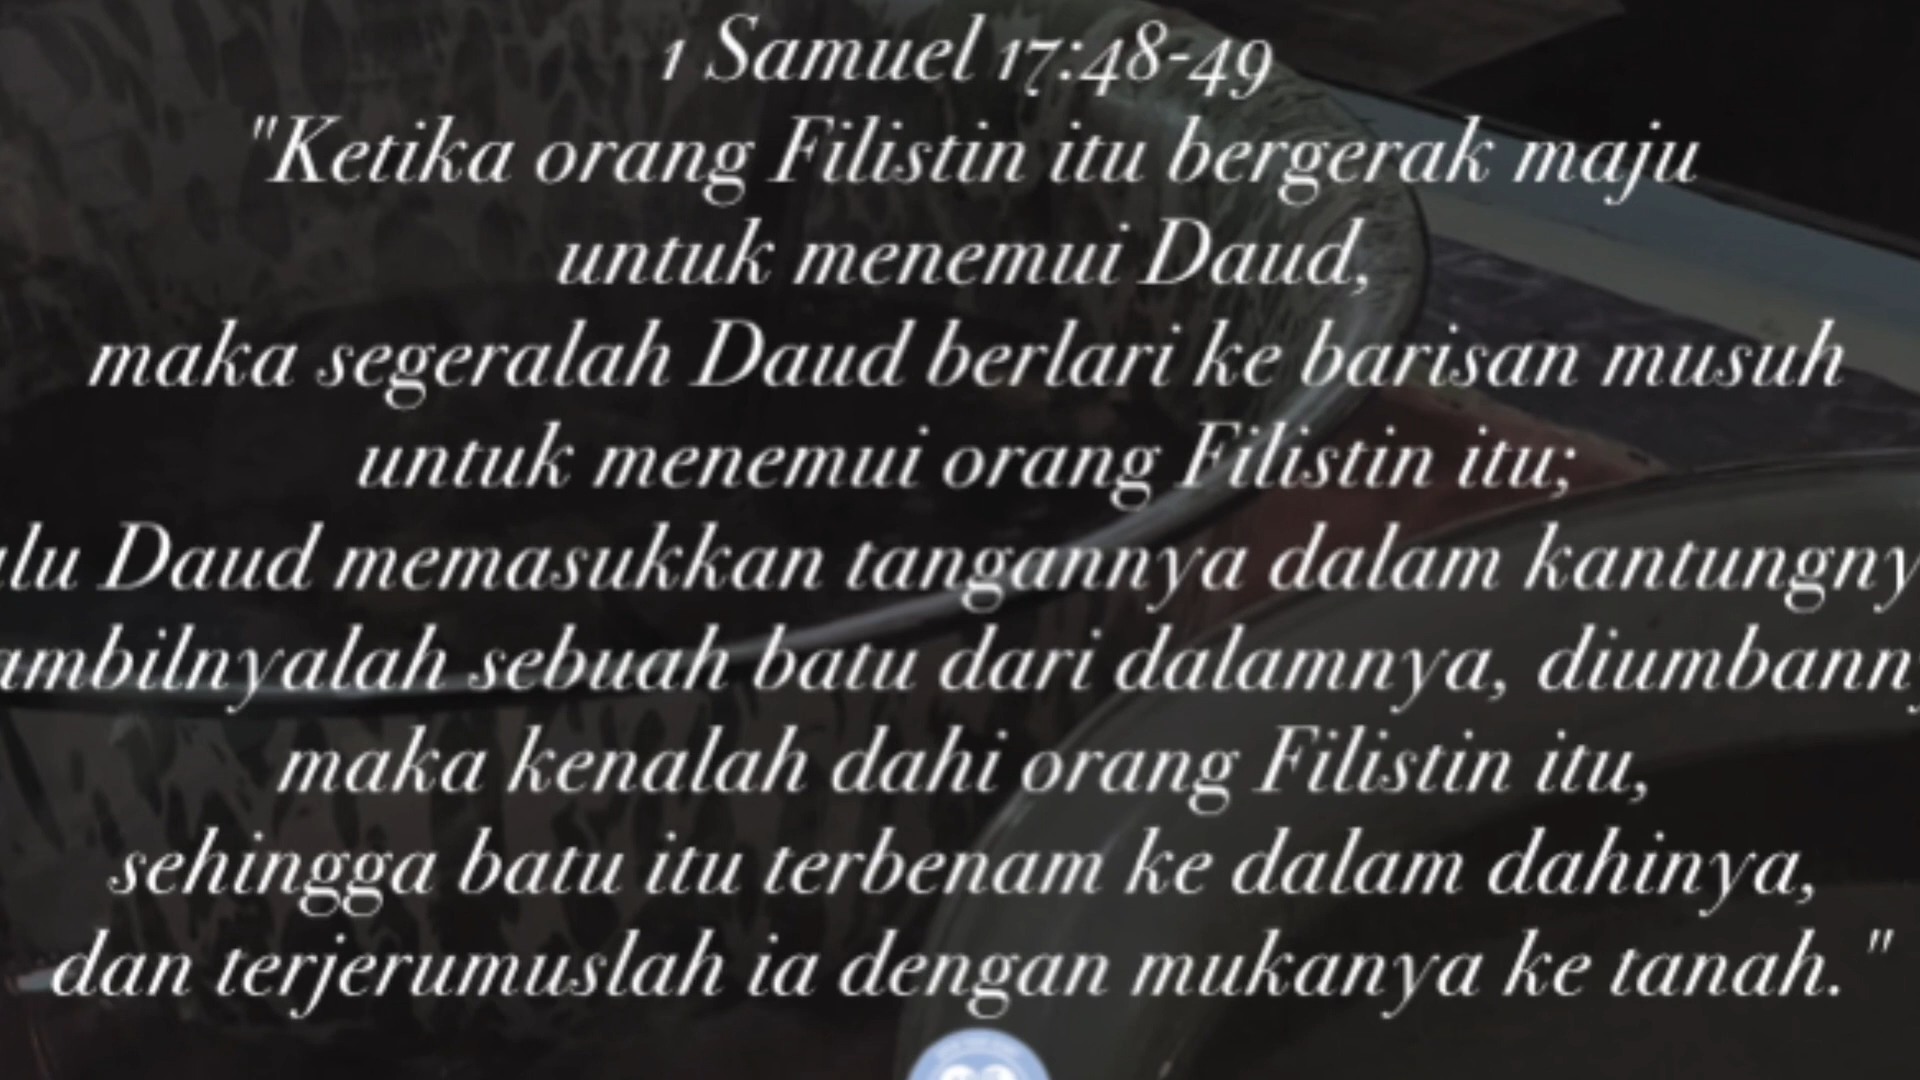 1 Samuel 17:48-49
"Ketika orang Filistin itu bergerak maju
untuk menemui Daud,
maka segeralah Daud berlari ke barisan musuh
untuk menemui orang Filistin itu;
Daud memasukkan tangannya dalam
sebuah batu dari dalamnya,
maka kenalah dahi orang Filistin itu,
sehingga batu itu terbenam ke dalam dahinya,
dan terjerumuslah ia dengan mukanya ke tanah. "